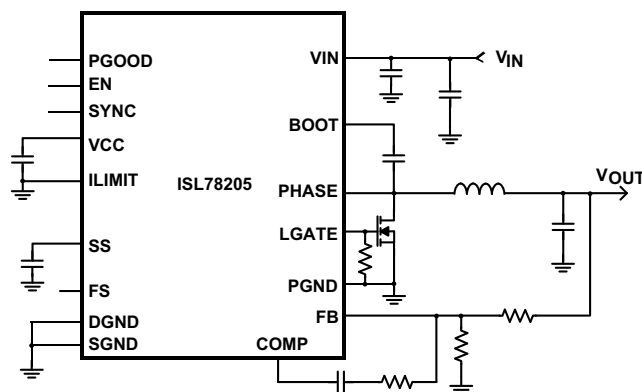 PGOOD
EN
SYNC
VCC
ILIMIT
SS
FS
DGND
SGND
ISL78205
COMP
VIN
BOOT
PHASE
LGATE
PGND
FB
VIN
VOUT